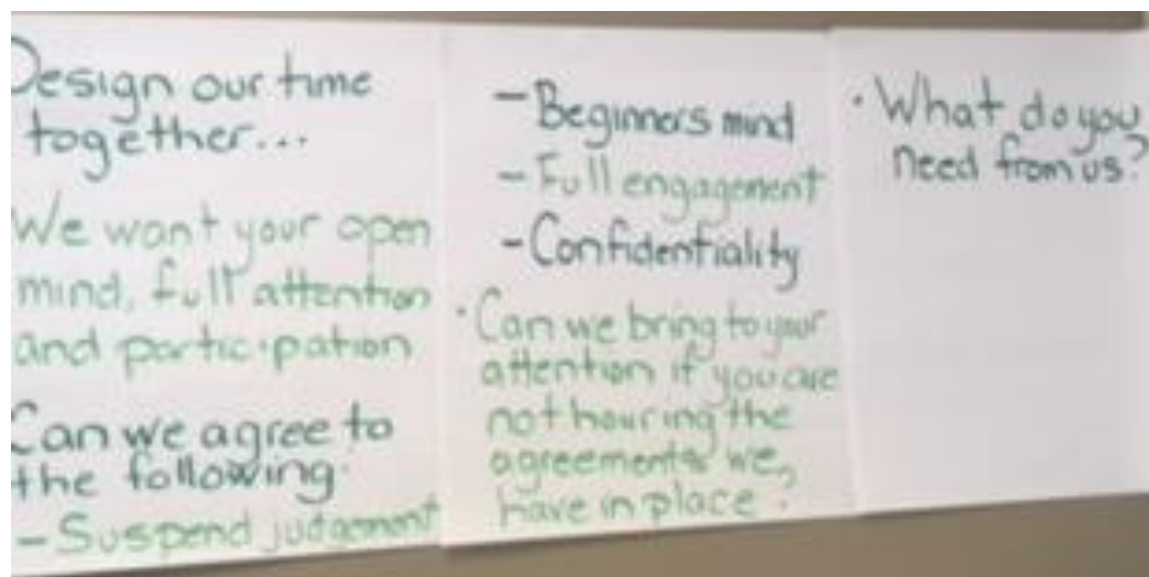 Design our time
together...
We want your open
mind, full attention
and participation
Can we agree to
the following:
- Suspend judgement
- Beginners mind
- Full engagement
- Confidentiality
• Can we bring to your
attention if you are
not houring the
agreements we,
have in place?
• What do you
need from us?